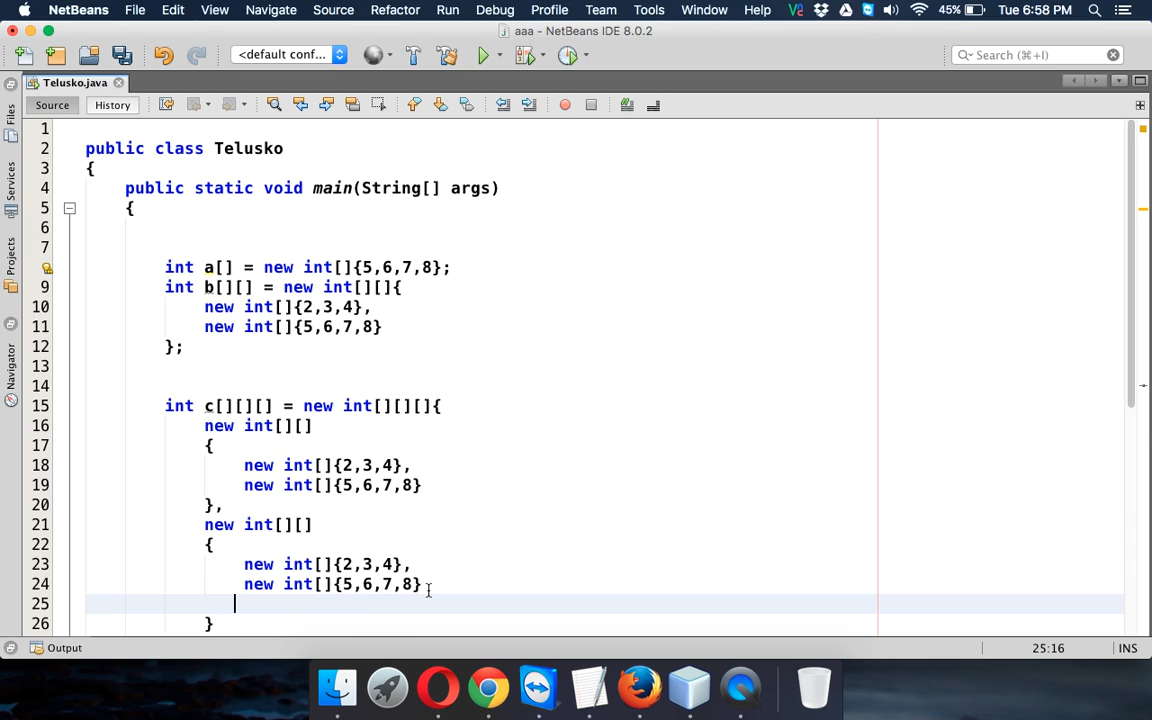 NetBeans File Edit View Navigate Source Refactor Run Debug Profile Team Tools Window Help 45% Tue 6:58 PM
aaa - NetBeans IDE 8.0.2
<default conf... Search (⌘+I)
Telusko.java
Source History
Files
Services
Projects
Navigator
1
2 public class Telusko
3 {
4 public static void main(String[] args)
5 {
6
7
int a[] = new int[]{5,6,7,8};
9 int b[][] = new int[][]{
10 new int[]{2,3,4},
11 new int[]{5,6,7,8}
12 };
13
14
15 int c[][][] = new int[][][]{
16 new int[][]
17 {
18 new int[]{2,3,4},
19 new int[]{5,6,7,8}
20 },
21 new int[][]
22 {
23 new int[]{2,3,4},
24 new int[]{5,6,7,8}
25
26 }
Output 25:16 INS